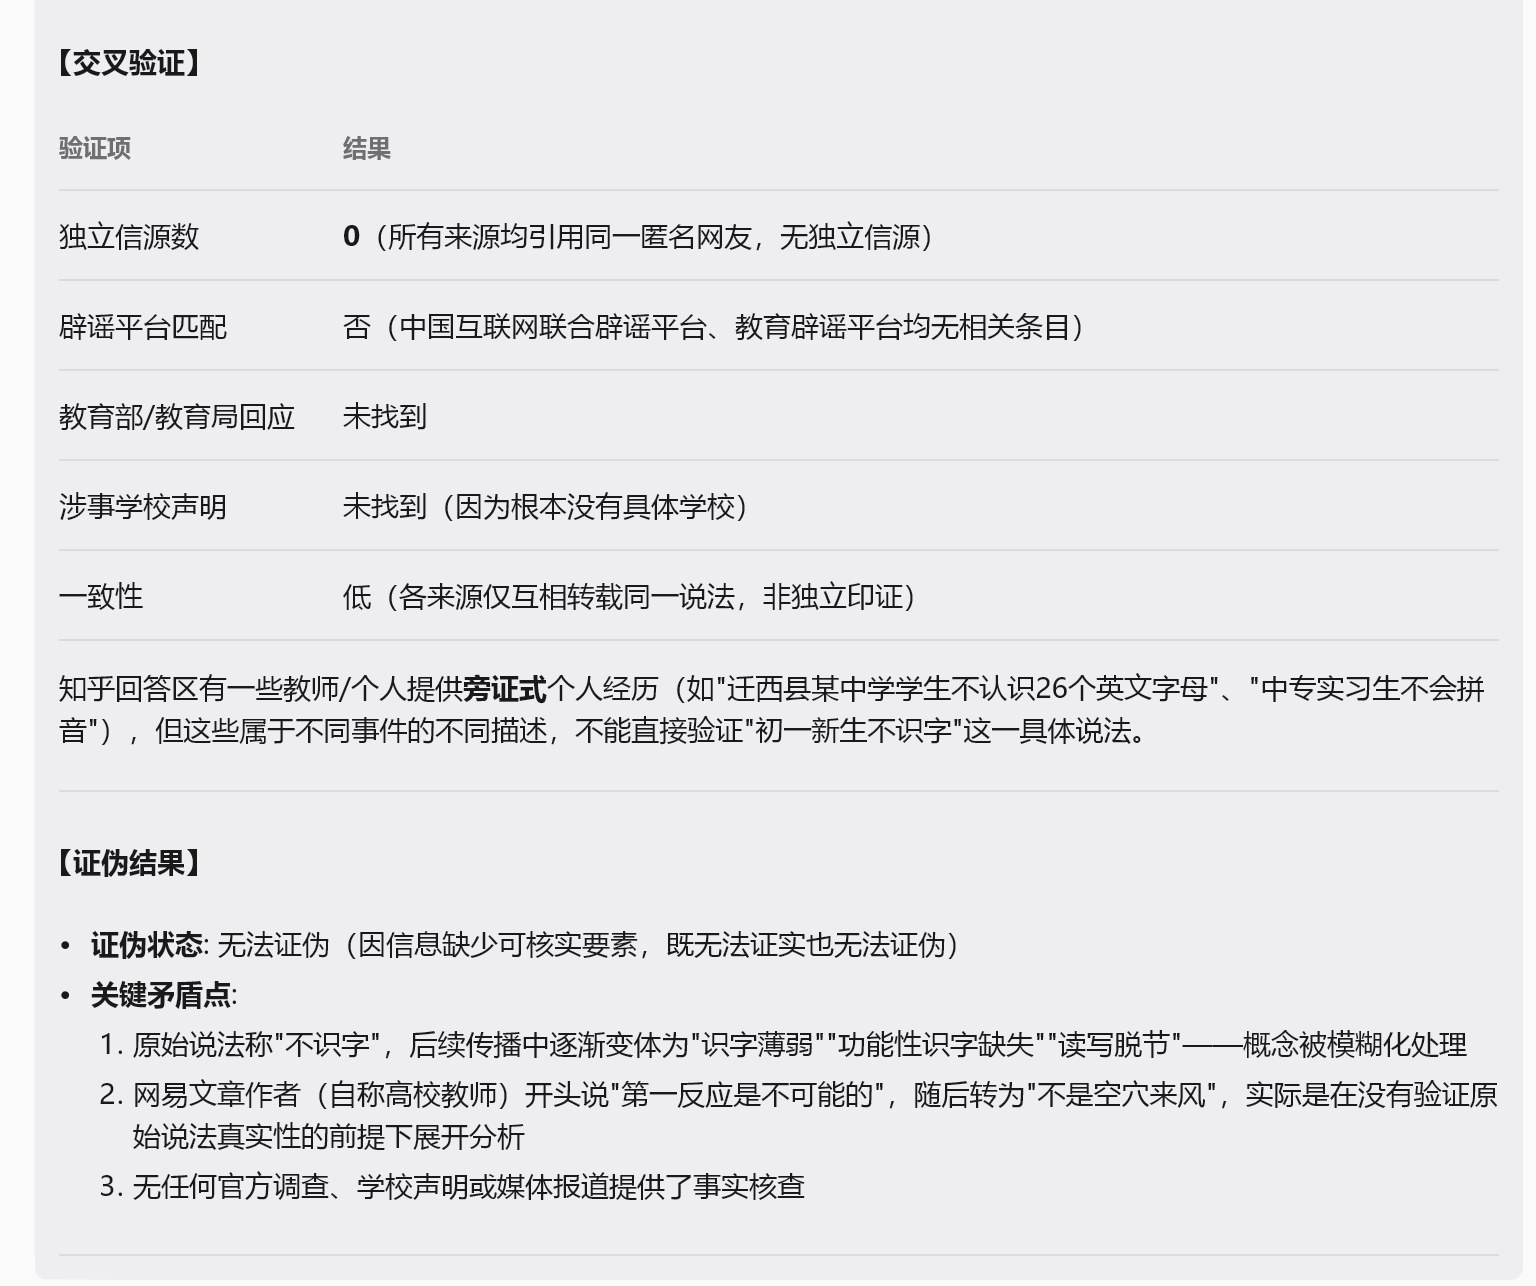 【交叉验证】
验证项 结果
独立信源数 0（所有来源均引用同一匿名网友，无独立信源）
辟谣平台匹配 否（中国互联网联合辟谣平台、教育辟谣平台均无相关条目）
教育部/教育局回应 未找到
涉事学校声明 未找到（因为根本没有具体学校）
一致性 低（各来源仅互相转载同一说法，非独立印证）
知乎回答区有一些教师/个人提供旁证式个人经历（如"迁西县某中学学生不认识26个英文字母"、"中专实习生不会拼
音"），但这些属于不同事件的不同描述，不能直接验证"初一新生不识字"这一具体说法。
【证伪结果】
• 证伪状态: 无法证伪（因信息缺少可核实要素，既无法证实也无法证伪）
• 关键矛盾点:
1. 原始说法称"不识字"，后续传播中逐渐变体为"识字薄弱""功能性识字缺失""读写脱节"——概念被模糊化处理
2. 网易文章作者（自称高校教师）开头说"第一反应是不可能的"，随后转为"不是空穴来风"，实际是在没有验证原
始说法真实性的前提下展开分析
3. 无任何官方调查、学校声明或媒体报道提供了事实核查